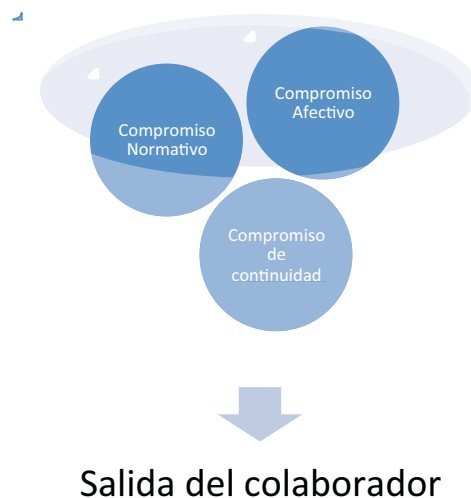 Compromiso
Afectivo
Compromiso
Normativo
Compromiso
de
continuidad
Salida del colaborador